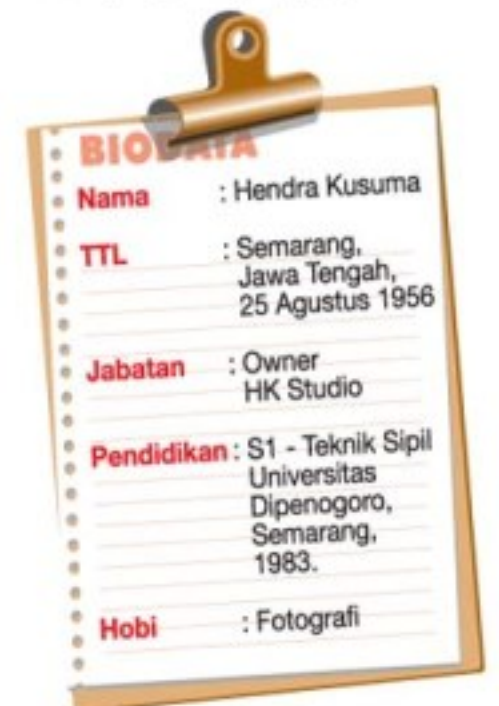 BIODATA
Nama : Hendra Kusuma
TTL : Semarang,
Jawa Tengah,
25 Agustus 1956
Jabatan : Owner
HK Studio
Pendidikan : S1 - Teknik Sipil
Universitas
Dipenogoro,
Semarang,
1983.
Hobi : Fotografi